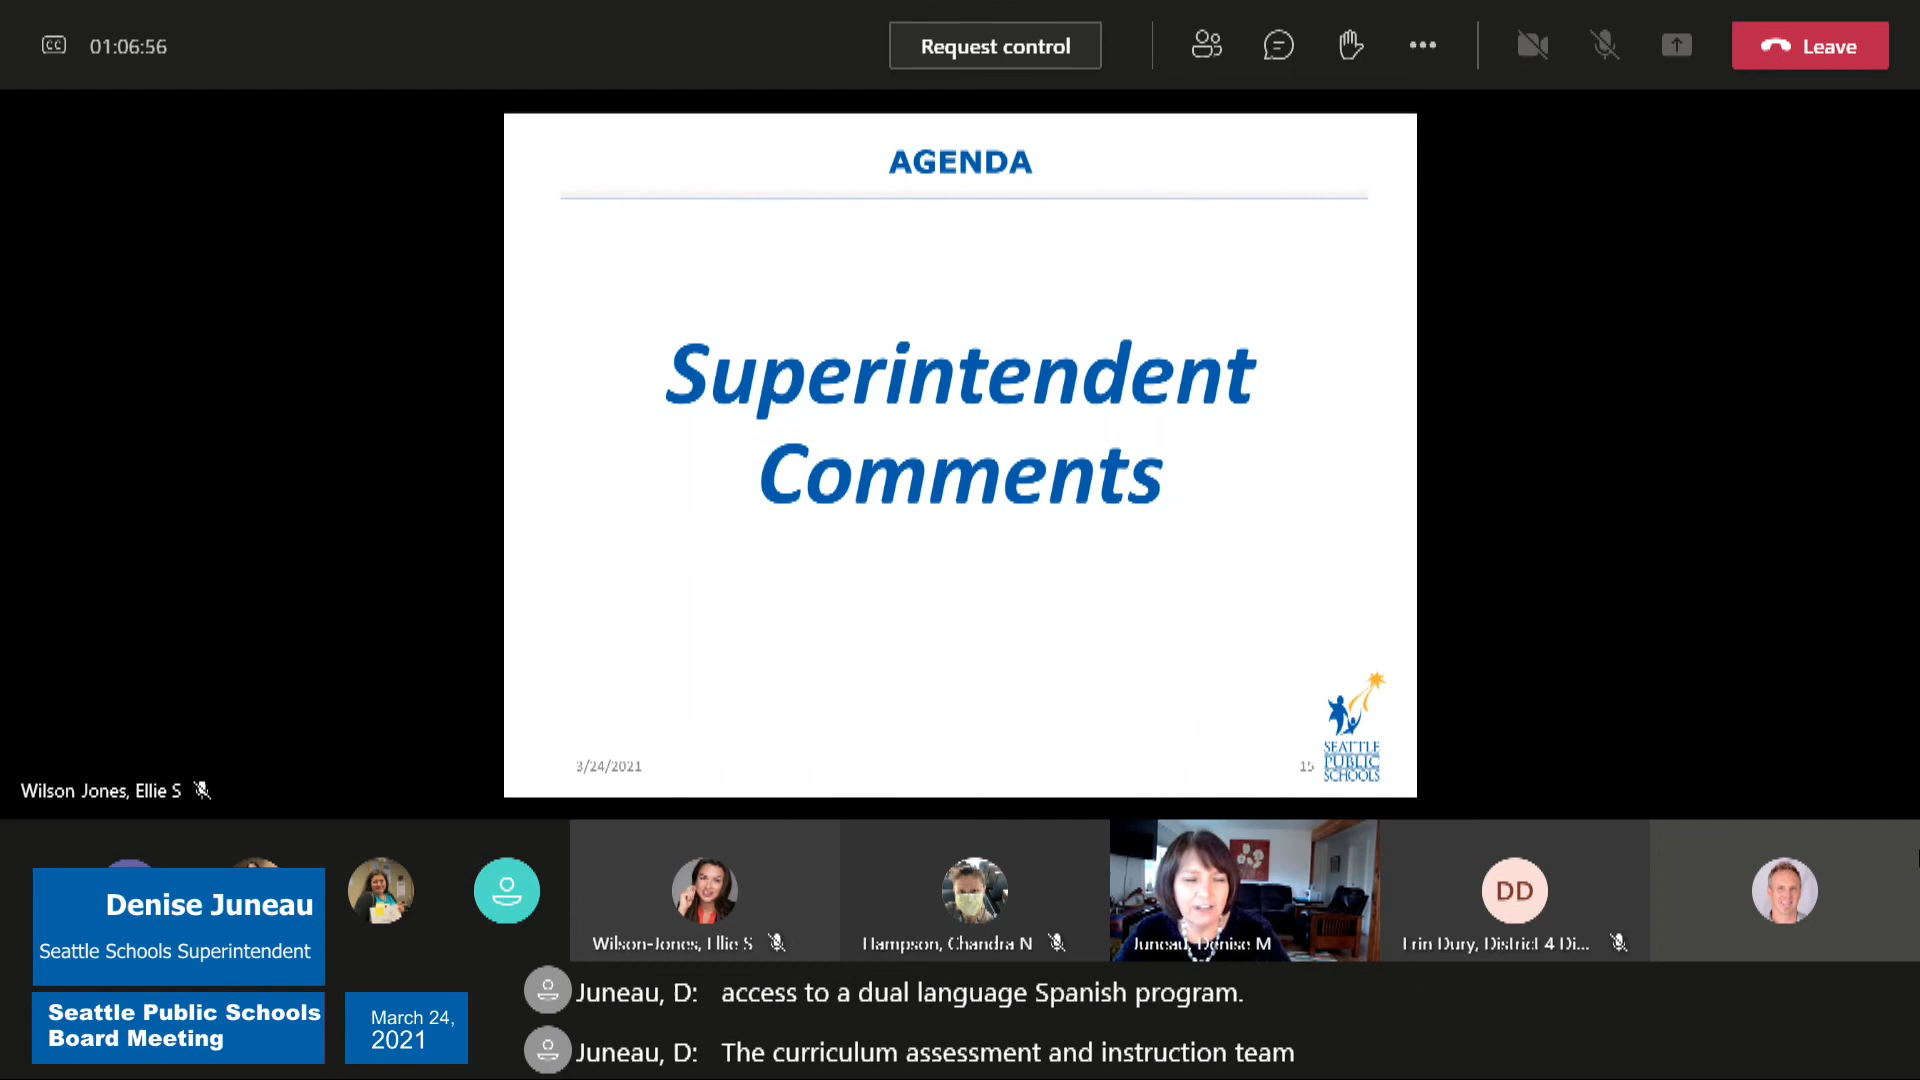 CC 01:06:56 Request control Leave
AGENDA
Superintendent
Comments
3/24/2021 15
SEATTLE
PUBLIC
SCHOOLS
Wilson Jones, Ellie S
Denise Juneau
Seattle Schools Superintendent
Seattle Public Schools
Board Meeting
March 24,
2021
DD
Wilson-Jones, Ellie S
Hampson, Chandra N
Juneau, Denise M
Erin Dury, District 4 Di...
Juneau, D: access to a dual language Spanish program.
Juneau, D: The curriculum assessment and instruction team